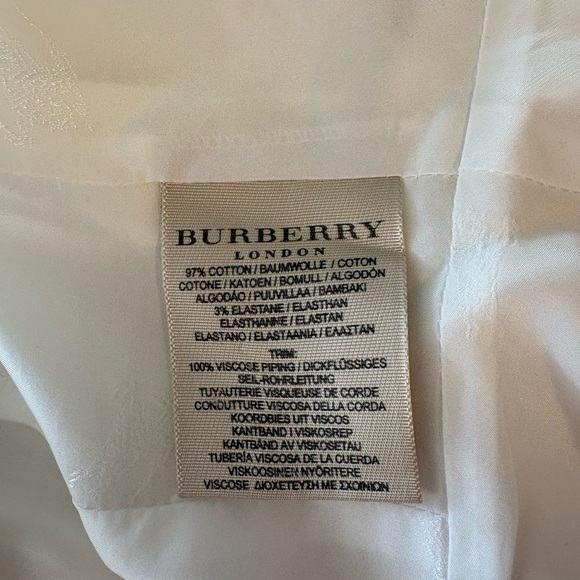 BURBERRY
LONDON
97% COTTON / BAUMWOLLE / COTON
COTONE / KATOEN / BOMULL / ALGODÓN
ALGODÃO / PUUVILLAA / BAMBAKI
3% ELASTANE / ELASTHAN
ELASTHANNE / ELASTAN
ELASTANO / ELASTAANIA / ΕΛΑΣΤΑΝ
TRIM:
100% VISCOSE PIPING / DICKFLÜSSIGES
SEIL-ROHRLEITUNG
TUYAUTERIE VISQUEUSE DE CORDE
CONDUTTURE VISCOSA DELLA CORDA
KOORDBIES UIT VISCOS
KANTBAND I VISKOSREP
KANTBÅND AV VISKOSETAU
TUBERÍA VISCOSA DE LA CUERDA
VISKOOSINEN NYÖRITERE
VISCOSE ΔΙΟΧΕΤΕΥΣΗ ΜΕ ΣΧΟΙΝΙΟΝ